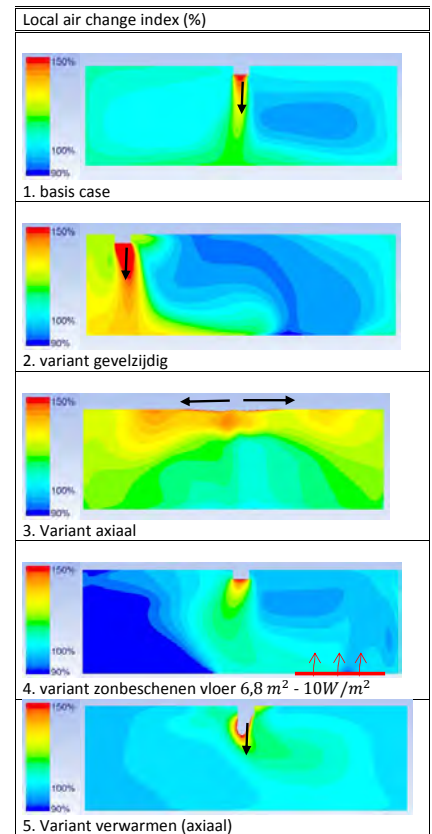 Local air change index (%)
150%
100%
90%
1. basis case
150%
100%
90%
2. variant gevelzijdig
150%
100%
90%
3. Variant axiaal
150%
100%
90%
4. variant zonbeschenen vloer 6,8 m² - 10W/m²
150%
100%
90%
5. Variant verwarmen (axiaal)